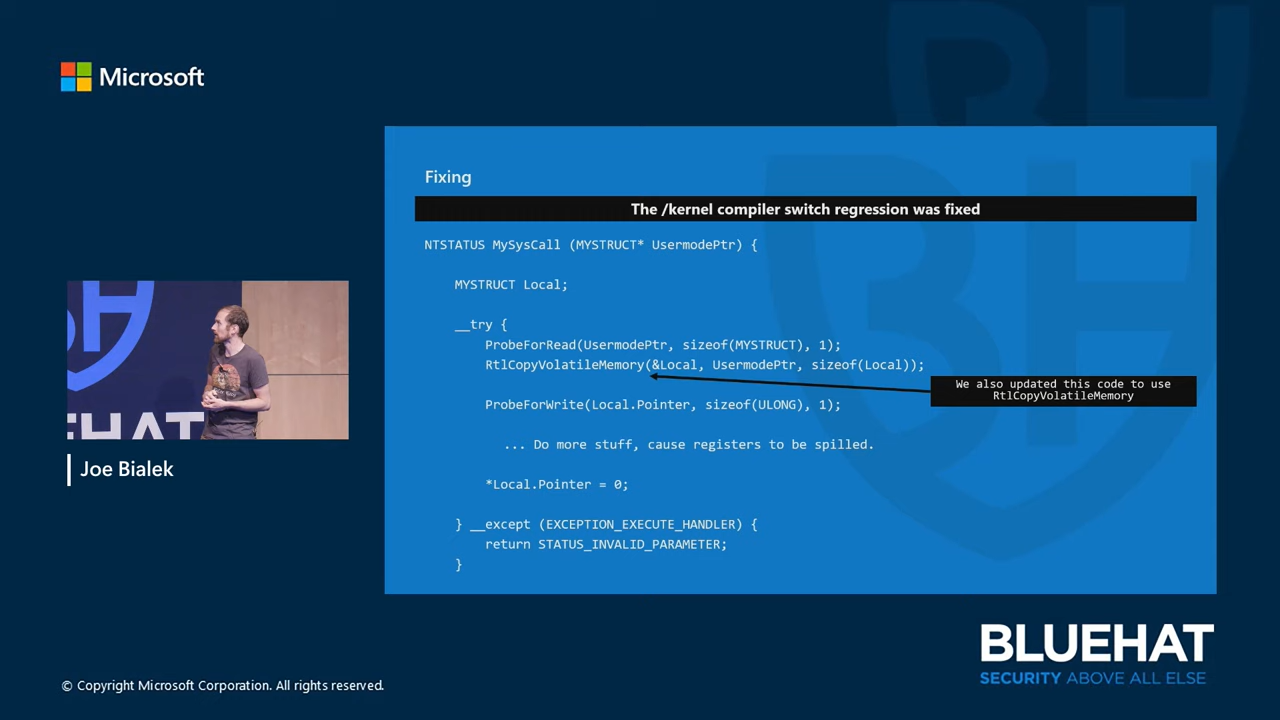 Microsoft
Fixing
The /kernel compiler switch regression was fixed
NTSTATUS MySysCall (MYSTRUCT* UsermodePtr) {
MYSTRUCT Local;
__try {
ProbeForRead(UsermodePtr, sizeof(MYSTRUCT), 1);
RtlCopyVolatileMemory(&Local, UsermodePtr, sizeof(Local));
We also updated this code to use
RtlCopyVolatileMemory
ProbeForWrite(Local.Pointer, sizeof(ULONG), 1);
... Do more stuff, cause registers to be spilled.
*Local.Pointer = 0;
} __except (EXCEPTION_EXECUTE_HANDLER) {
return STATUS_INVALID_PARAMETER;
}
Joe Bialek
BLUEHAT
SECURITY ABOVE ALL ELSE
© Copyright Microsoft Corporation. All rights reserved.